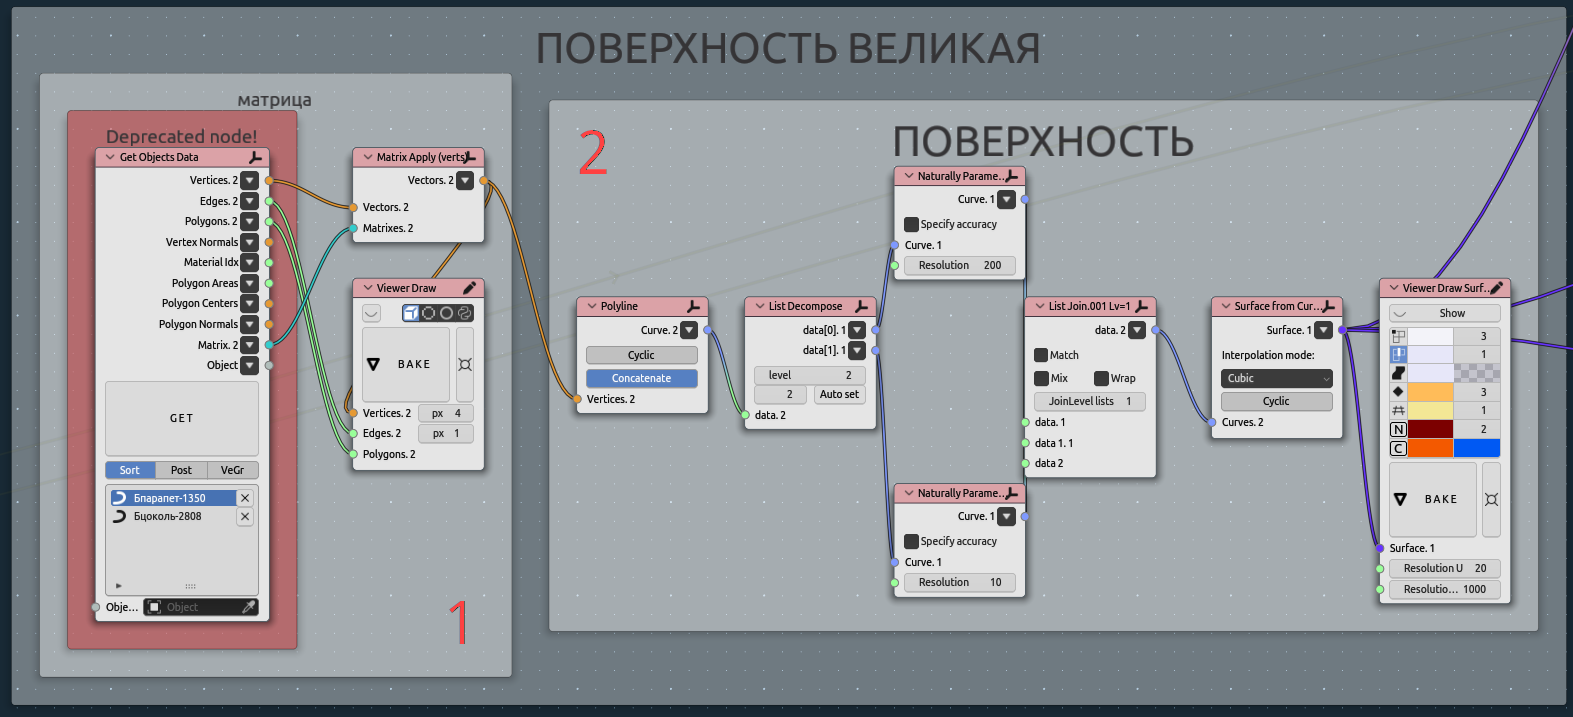 ПОВЕРХНОСТЬ ВЕЛИКАЯ
матрица
Deprecated node!
Get Objects Data
Vertices. 2
Edges. 2
Polygons. 2
Vertex Normals
Material Idx
Polygon Areas
Polygon Centers
Polygon Normals
Matrix. 2
Object
GET
Sort
Post
VeGr
Бпарапет-1350
Бцоколь-2808
Obje...
Object
Matrix Apply (verts)
Vectors. 2
Vectors. 2
Matrixes. 2
Viewer Draw
BAKE
Vertices. 2
px 4
Edges. 2
px 1
Polygons. 2
1
2
ПОВЕРХНОСТЬ
Polyline
Curve. 2
Cyclic
Concatenate
Vertices. 2
List Decompose
data[0]. 1
data[1]. 1
level 2
2
Auto set
data. 2
Naturally Parame..
Curve. 1
Specify accuracy
Curve. 1
Resolution 200
Naturally Parame..
Curve. 1
Specify accuracy
Curve. 1
Resolution 10
List Join.001 Lv=1
data. 2
Match
Mix
Wrap
JoinLevel lists 1
data. 1
data 1. 1
data 2
Surface from Cur...
Surface. 1
Interpolation mode:
Cubic
Cyclic
Curves. 2
Viewer Draw Surf..
Show
3
1
3
1
N 2
C
BAKE
Surface. 1
Resolution U 20
Resolutio... 1000